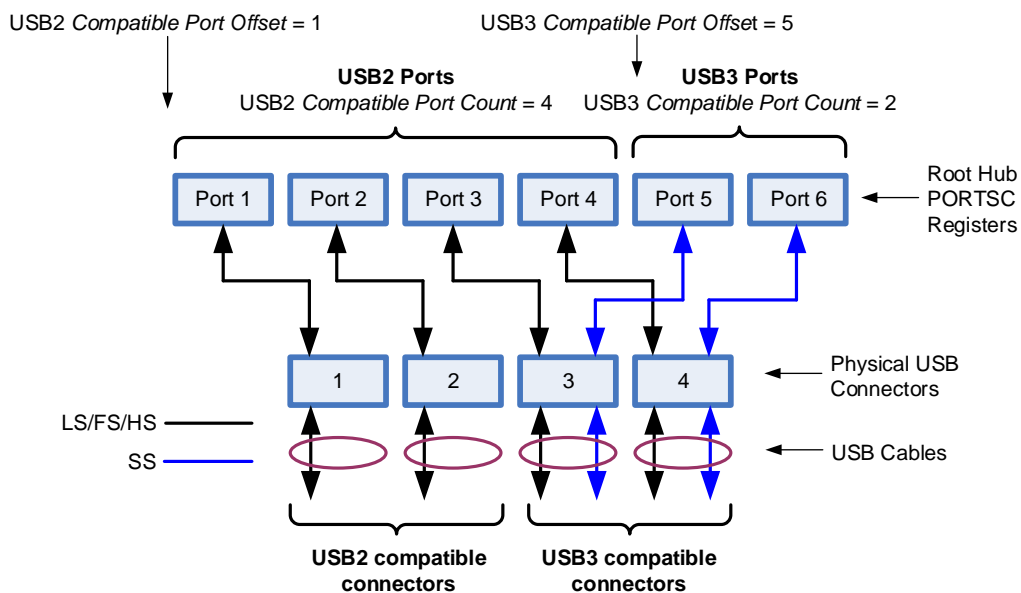 USB2 Compatible Port Offset = 1
USB3 Compatible Port Offset = 5
USB2 Ports
USB2 Compatible Port Count = 4
USB3 Ports
USB3 Compatible Port Count = 2
Port 1
Port 2
Port 3
Port 4
Port 5
Port 6
Root Hub
PORTSC
Registers
1
2
3
4
Physical USB
Connectors
LS/FS/HS
SS
USB Cables
USB2 compatible
connectors
USB3 compatible
connectors